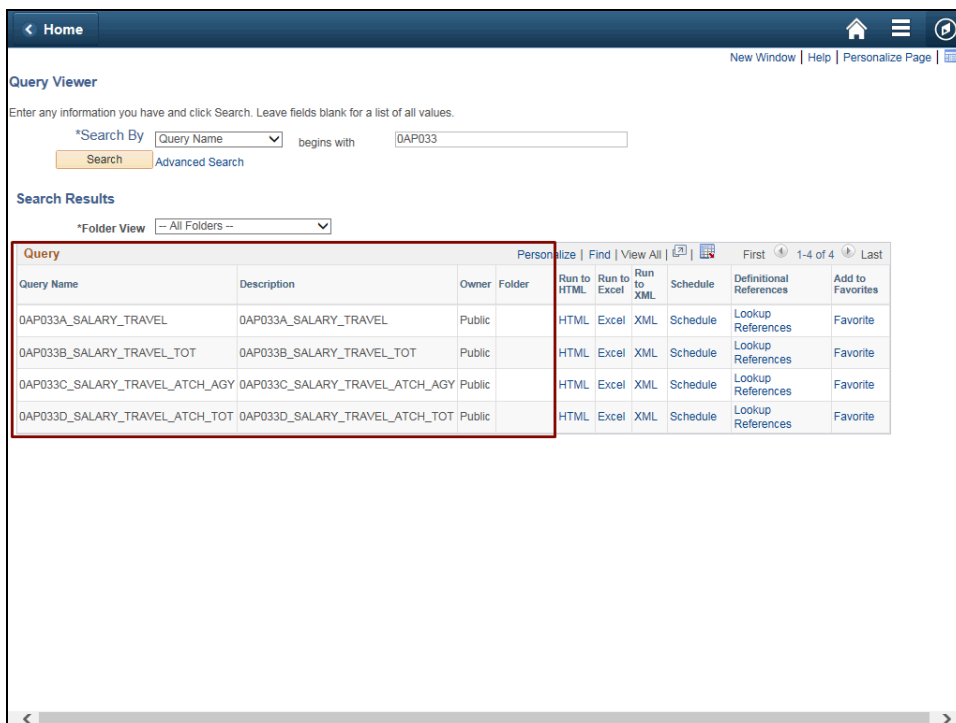 Home
New Window | Help | Personalize Page |
Query Viewer
Enter any information you have and click Search. Leave fields blank for a list of all values.
*Search By Query Name begins with 0AP033
Search Advanced Search
Search Results
*Folder View -- All Folders --
Query Personalize | Find | View All | | First 1-4 of 4 Last
Query Name Description Owner Folder Run to HTML Run to Excel Run to XML Schedule Definitional References Add to Favorites
0AP033A_SALARY_TRAVEL 0AP033A_SALARY_TRAVEL Public HTML Excel XML Schedule Lookup References Favorite
0AP033B_SALARY_TRAVEL_TOT 0AP033B_SALARY_TRAVEL_TOT Public HTML Excel XML Schedule Lookup References Favorite
0AP033C_SALARY_TRAVEL_ATCH_AGY 0AP033C_SALARY_TRAVEL_ATCH_AGY Public HTML Excel XML Schedule Lookup References Favorite
0AP033D_SALARY_TRAVEL_ATCH_TOT 0AP033D_SALARY_TRAVEL_ATCH_TOT Public HTML Excel XML Schedule Lookup References Favorite